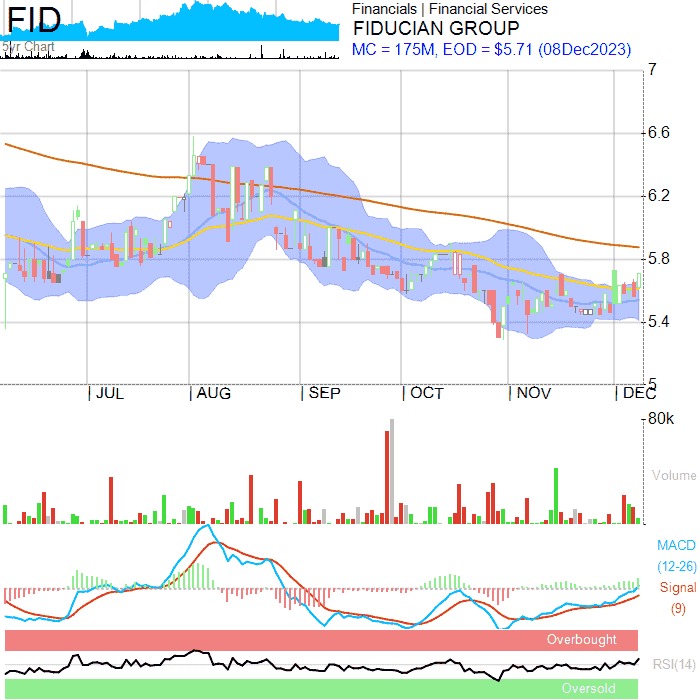 FID
5yr Chart
Financials | Financial Services
FIDUCIAN GROUP
MC = 175M, EOD = $5.71 (08Dec2023)
7
6.6
6.2
5.8
5.4
5
| JUL | AUG | SEP | OCT | NOV | DEC
80k
Volume
MACD
(12-26)
Signal
(9)
Overbought
RSI(14)
Oversold